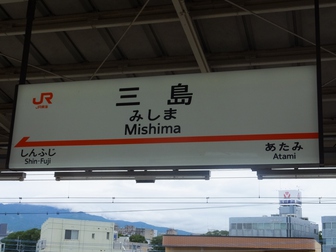 JR
三島
みしま
Mishima
しんふじ
Shin-Fuji
あたみ
Atami